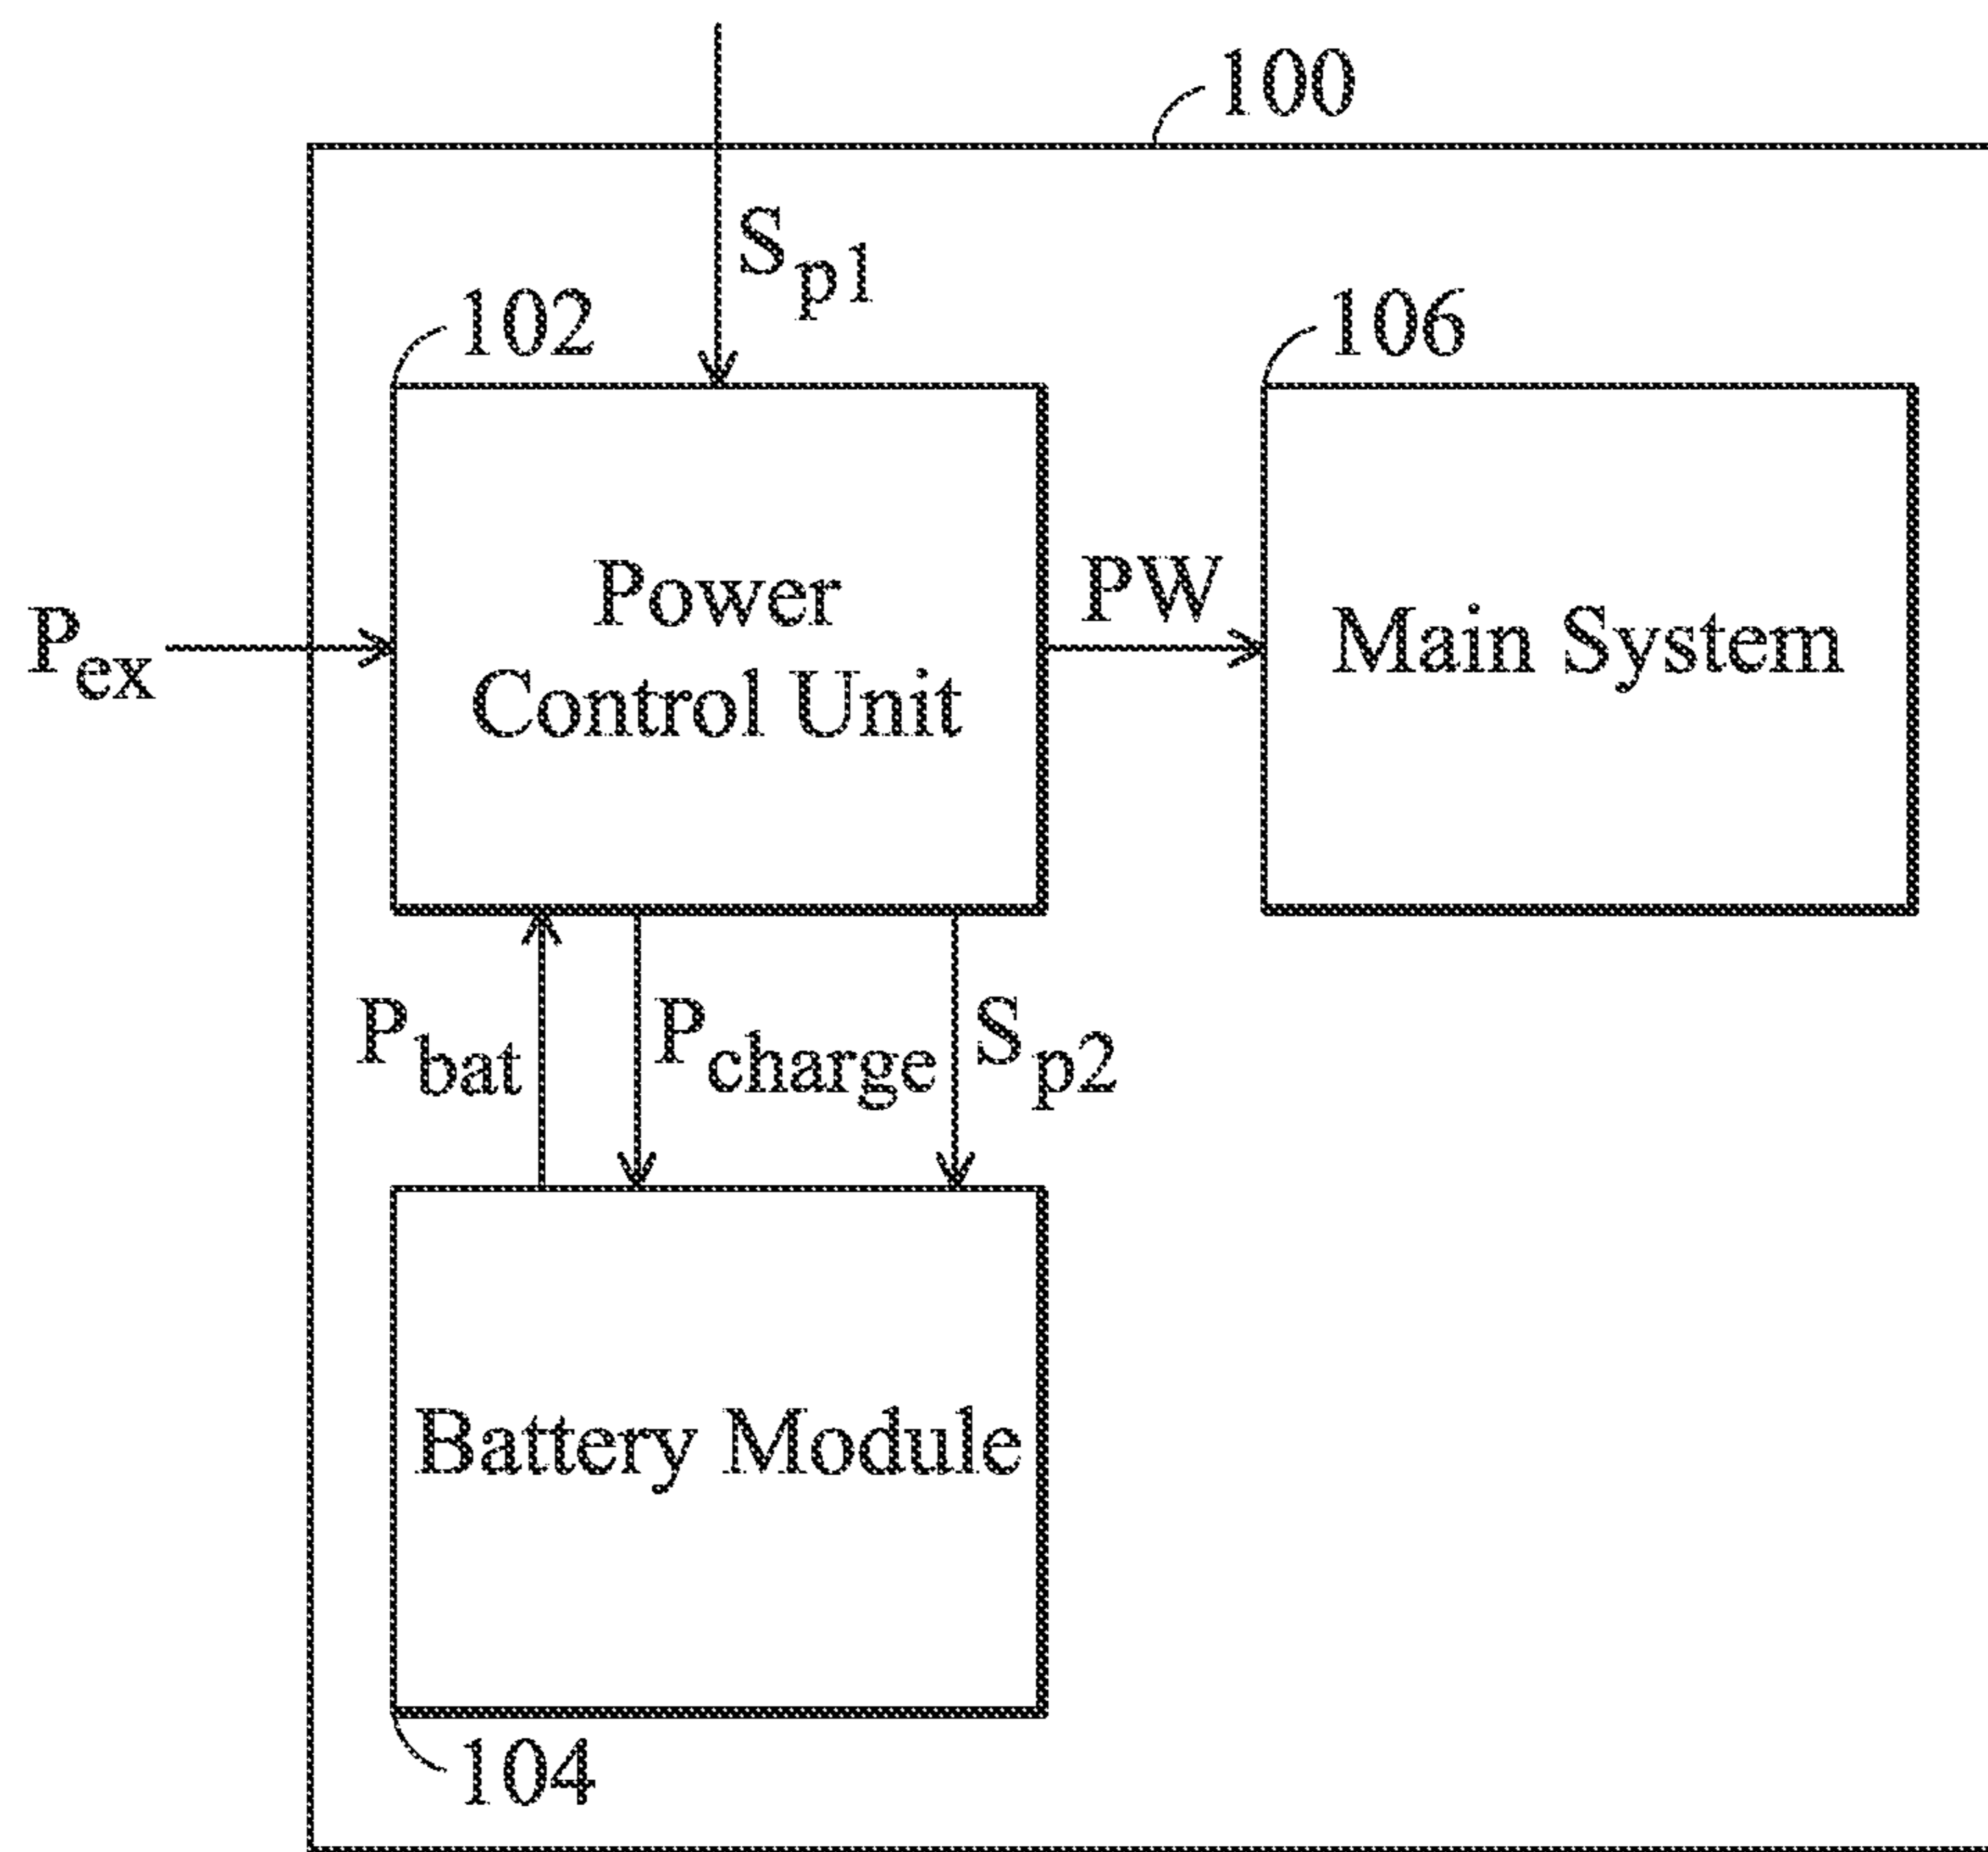 100
Sp1
102
106
Power
Control Unit
PW
Main System
Pex
Pbat
Pcharge
Sp2
Battery Module
104